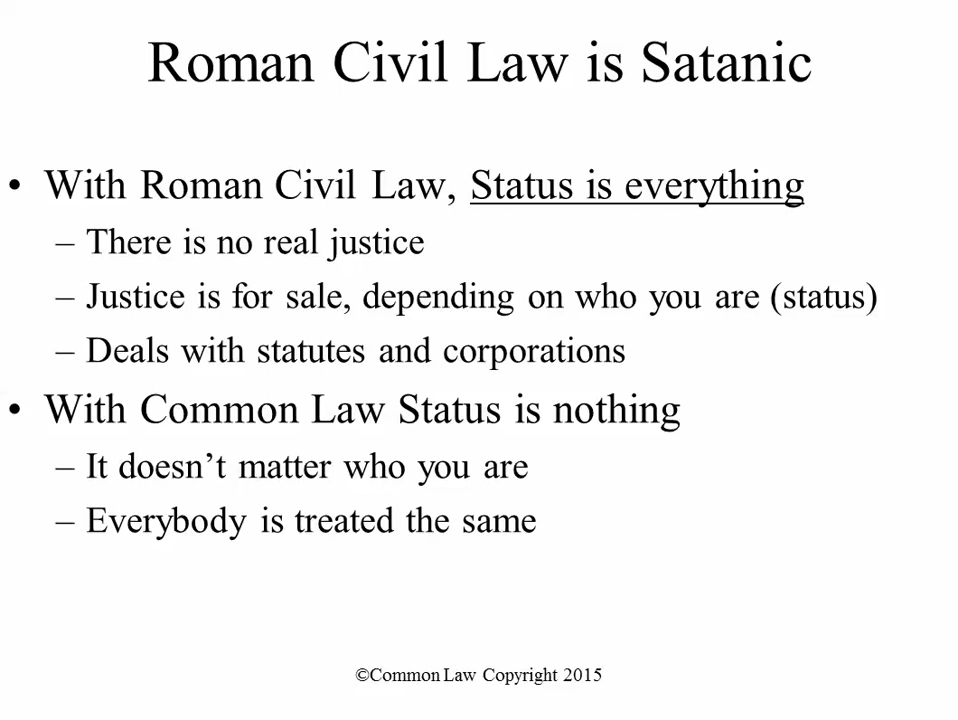 Roman Civil Law is Satanic
• With Roman Civil Law, Status is everything
– There is no real justice
– Justice is for sale, depending on who you are (status)
– Deals with statutes and corporations
• With Common Law Status is nothing
– It doesn’t matter who you are
– Everybody is treated the same
©Common Law Copyright 2015